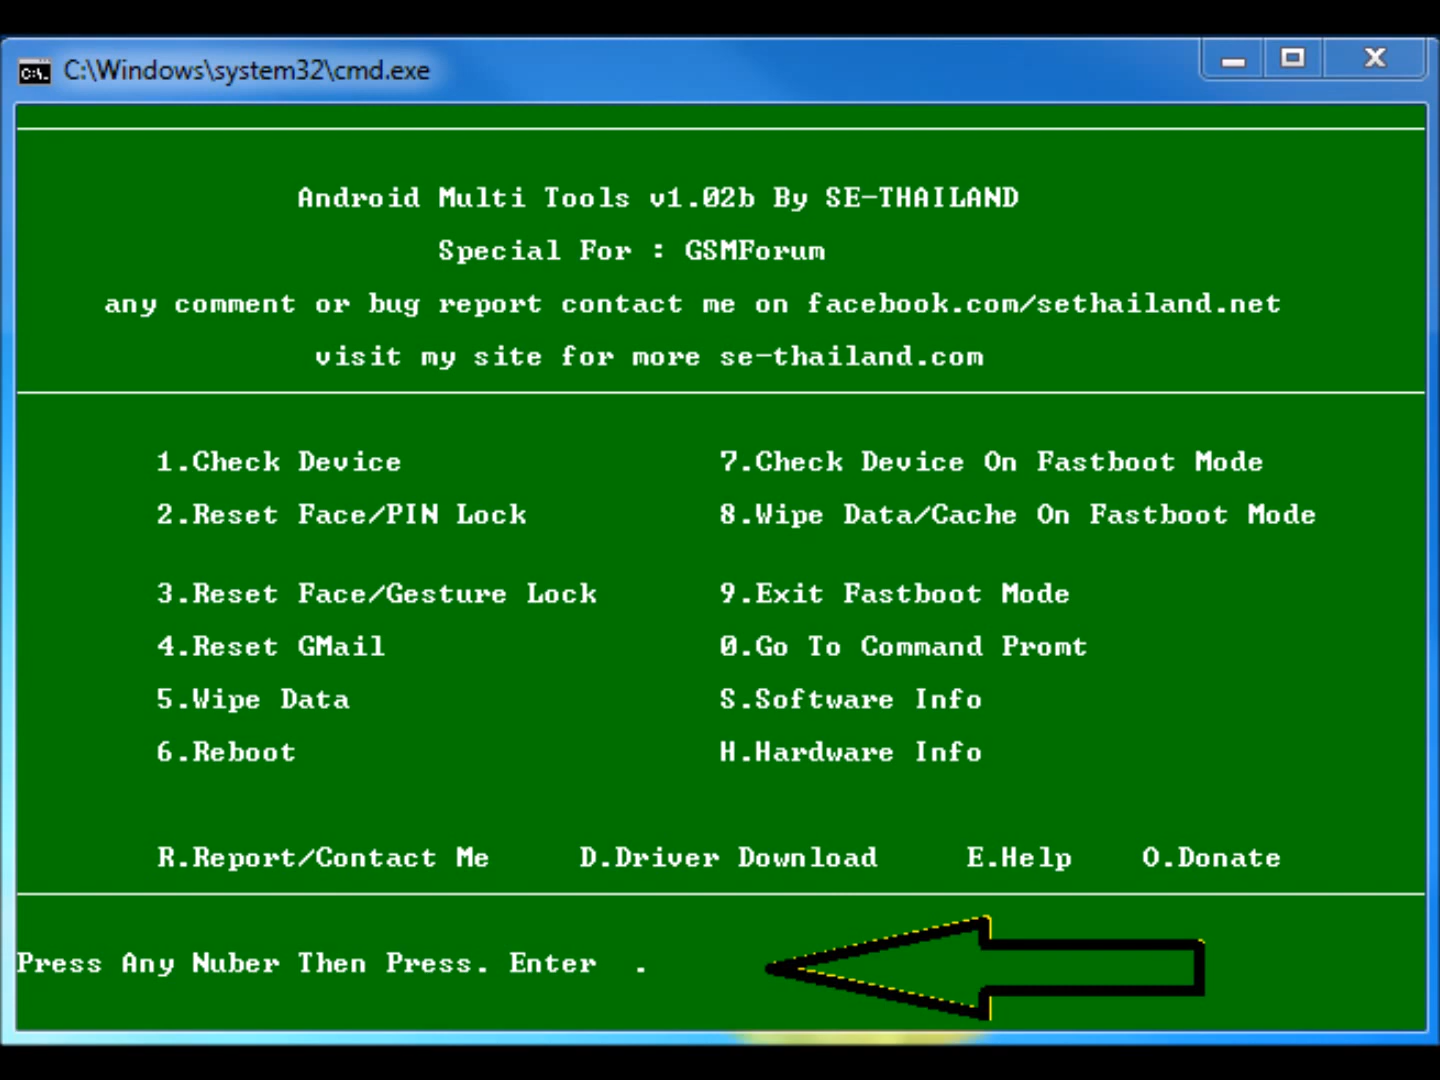 C:\Windows\system32\cmd.exe
Android Multi Tools v1.02b By SE-THAILAND
Special For : GSMForum
any comment or bug report contact me on facebook.com/sethailand.net
visit my site for more se-thailand.com
1.Check Device 7.Check Device On Fastboot Mode
2.Reset Face/PIN Lock 8.Wipe Data/Cache On Fastboot Mode
3.Reset Face/Gesture Lock 9.Exit Fastboot Mode
4.Reset GMail 0.Go To Command Promt
5.Wipe Data S.Software Info
6.Reboot H.Hardware Info
R.Report/Contact Me D.Driver Download E.Help O.Donate
Press Any Nuber Then Press. Enter .